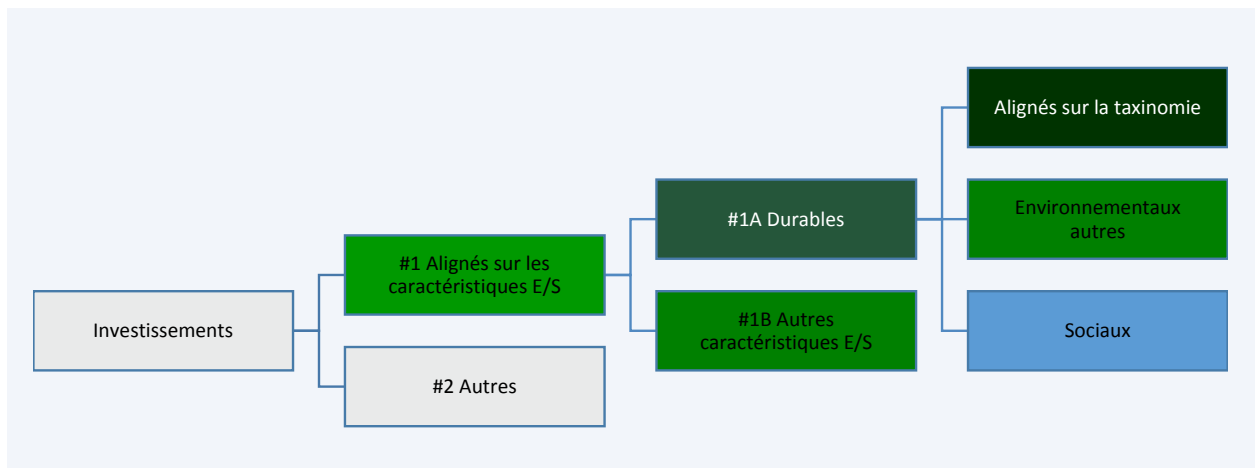 Investissements
#1 Alignés sur les
caractéristiques E/S
#2 Autres
#1A Durables
#1B Autres
caractéristiques E/S
Alignés sur la taxinomie
Environnementaux
autres
Sociaux